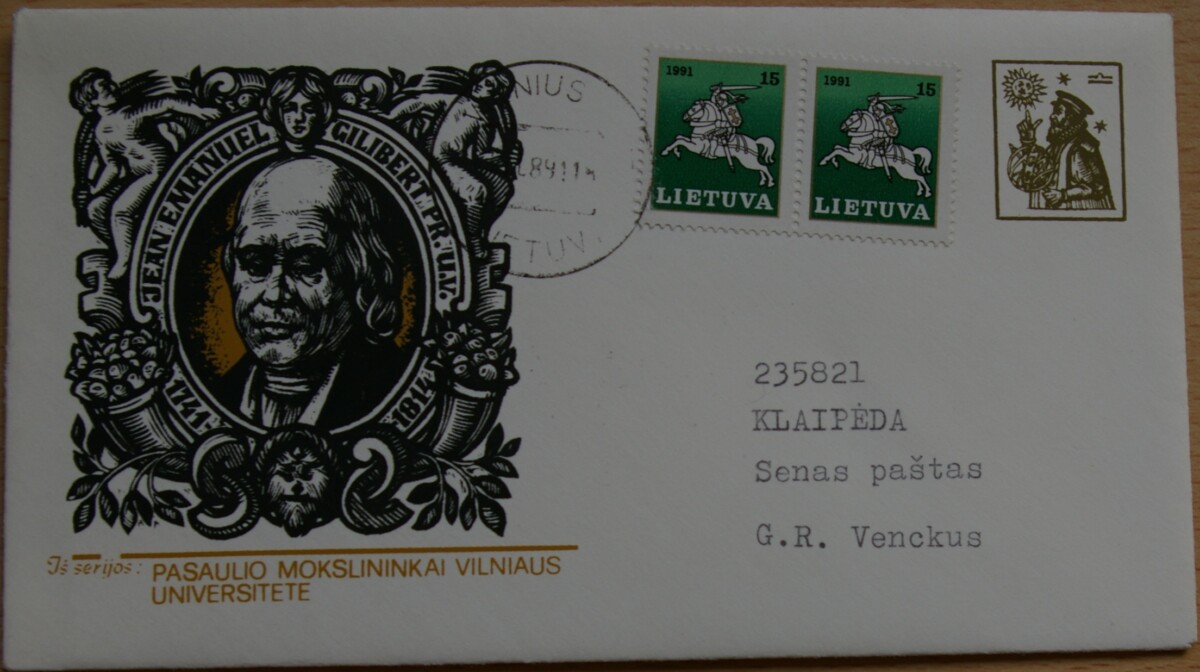 JEAN EMANUEL GILIBERT. PR. U.V.
1741-
1814
Iš serijos: PASAULIO MOKSLININKAI VILNIAUS
UNIVERSITETE
1991 15
LIETUVA
1991 15
LIETUVA
235821
KLAIPĖDA
Senas paštas
G.R. Venckus